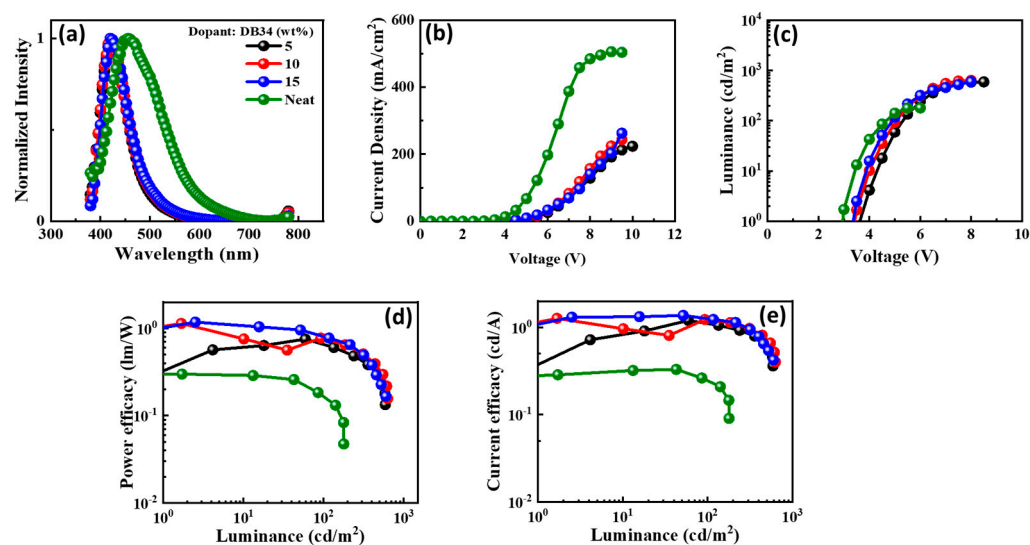 (a)
Dopant: DB34 (wt%)
5
10
15
Neat
Normalized Intensity
1
0
300 400 500 600 700 800
Wavelength (nm)
(b)
Current Density (mA/cm²)
600
400
200
0
0 2 4 6 8 10 12
Voltage (V)
(c)
Luminance (cd/m²)
10⁴
10³
10²
10¹
10⁰
0 2 4 6 8 10
Voltage (V)
(d)
Power efficacy (lm/W)
10⁰
10⁻¹
10⁻²
10⁰ 10¹ 10² 10³
Luminance (cd/m²)
(e)
Current efficacy (cd/A)
10⁰
10⁻¹
10⁻²
10⁰ 10¹ 10² 10³
Luminance (cd/m²)